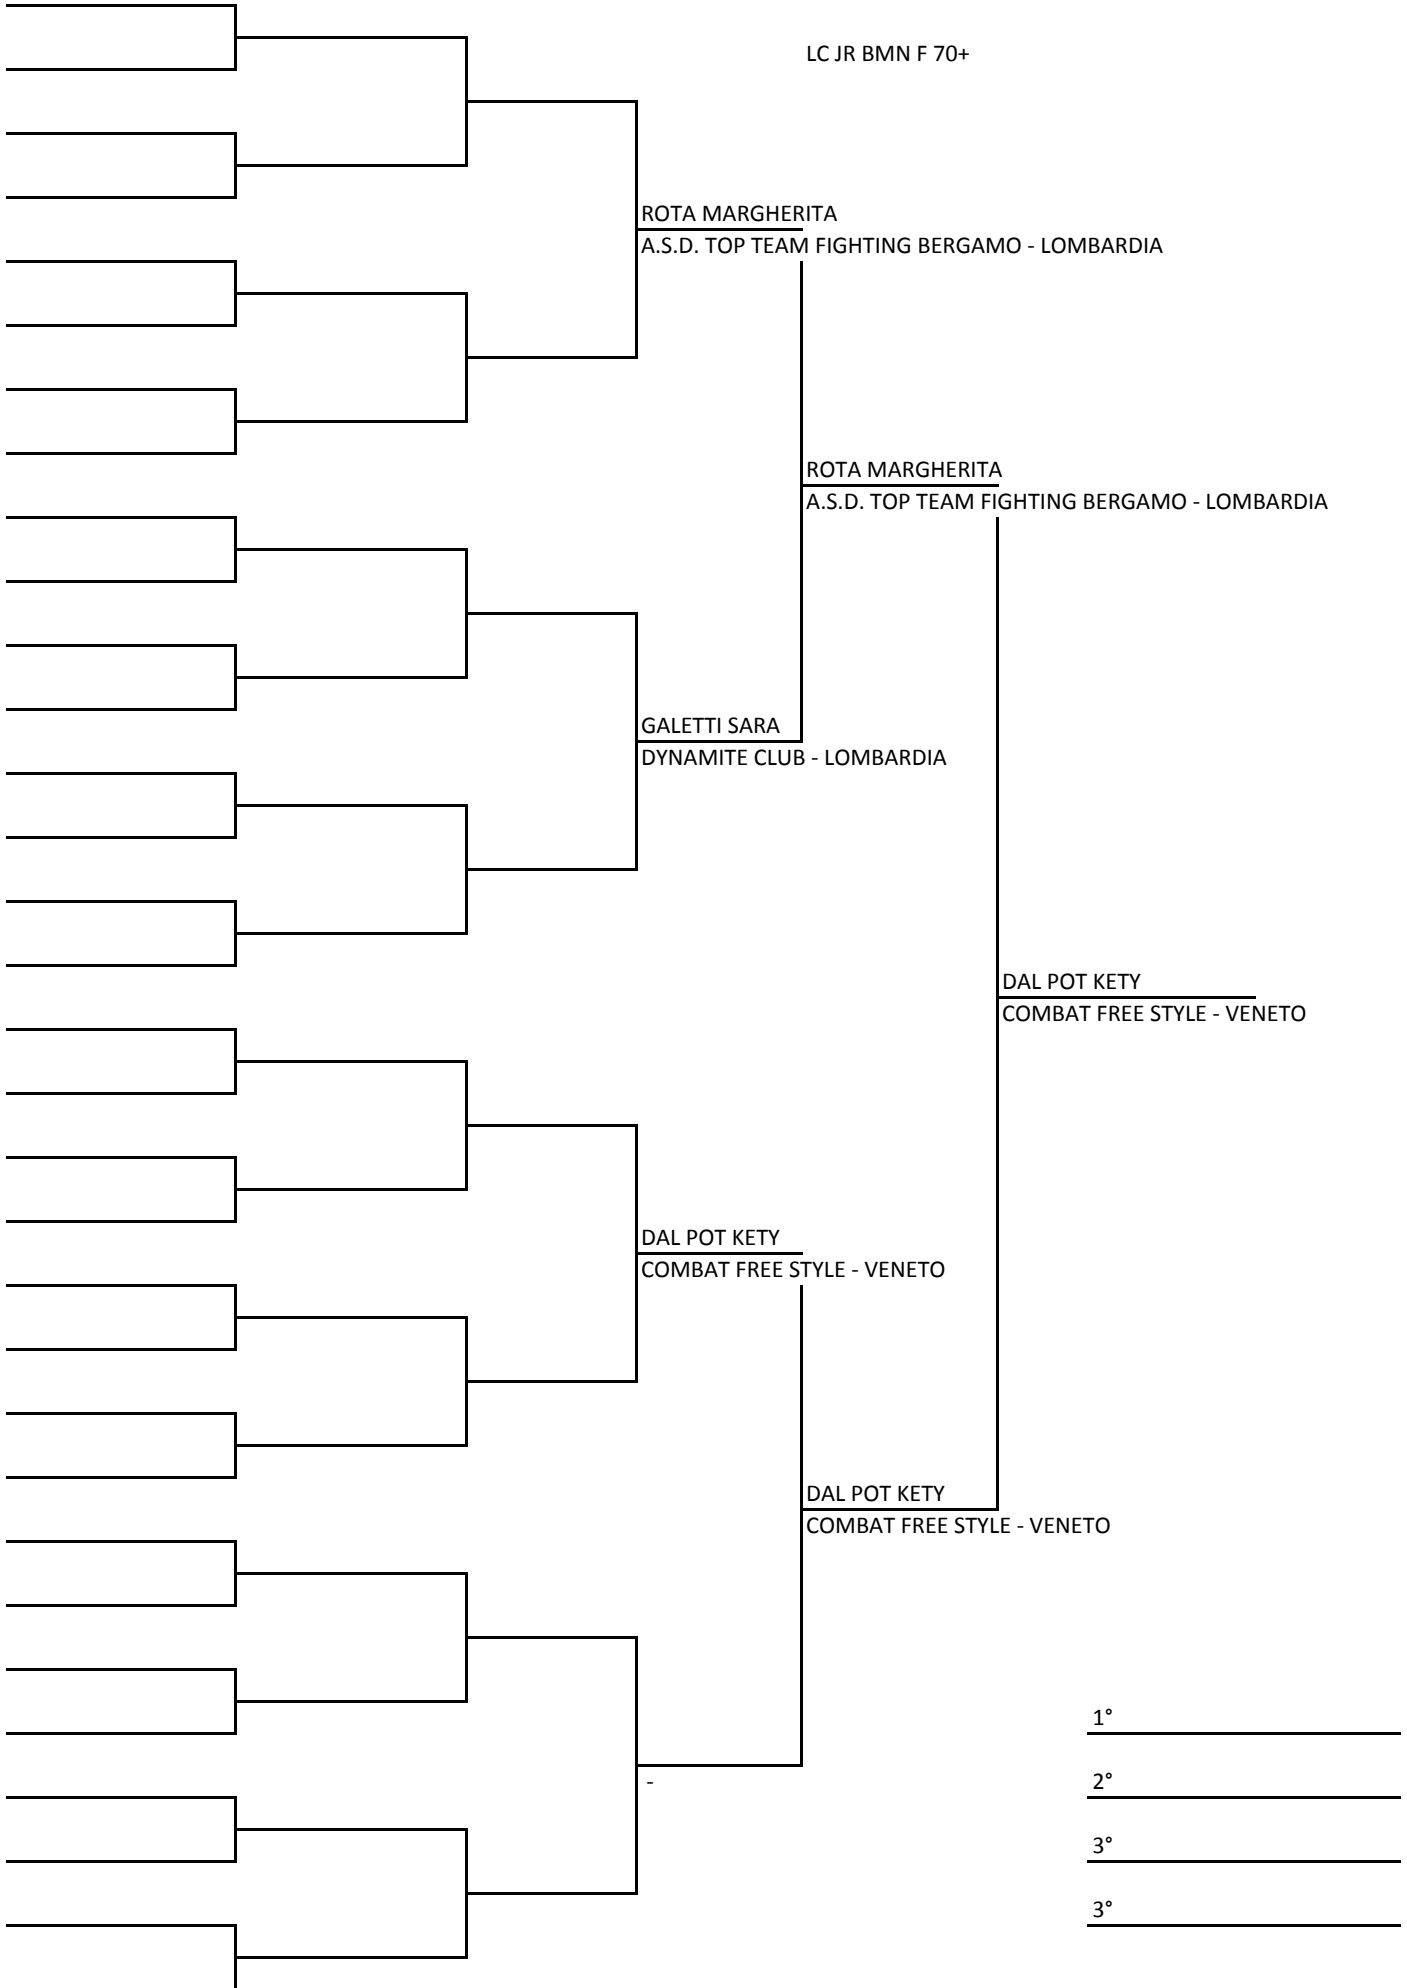 LC JR BMN F 70+
ROTA MARGHERITA
A.S.D. TOP TEAM FIGHTING BERGAMO - LOMBARDIA
ROTA MARGHERITA
A.S.D. TOP TEAM FIGHTING BERGAMO - LOMBARDIA
GALETTI SARA
DYNAMITE CLUB - LOMBARDIA
DAL POT KETY
COMBAT FREE STYLE - VENETO
DAL POT KETY
COMBAT FREE STYLE - VENETO
DAL POT KETY
COMBAT FREE STYLE - VENETO
1°
-
2°
3°
3°